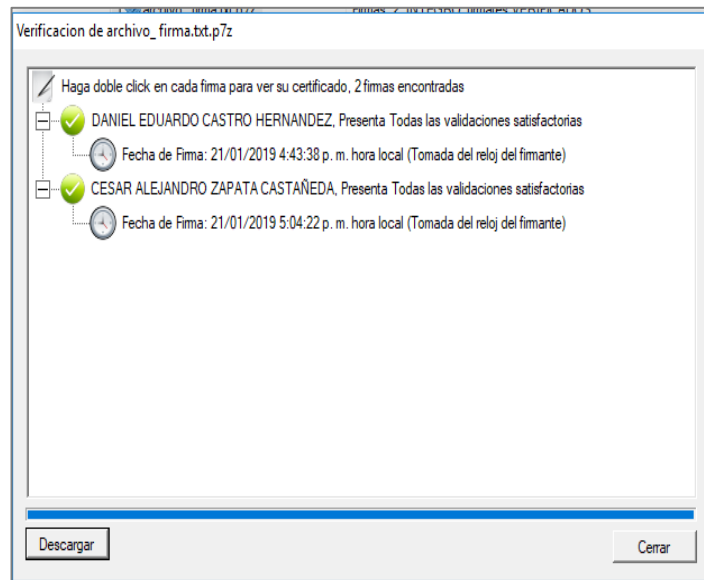 Verificacion de archivo_ firma.txt.p7z
Haga doble click en cada firma para ver su certificado, 2 firmas encontradas
DANIEL EDUARDO CASTRO HERNANDEZ, Presenta Todas las validaciones satisfactorias
Fecha de Firma: 21/01/2019 4:43:38 p. m. hora local (Tomada del reloj del firmante)
CESAR ALEJANDRO ZAPATA CASTAÑEDA, Presenta Todas las validaciones satisfactorias
Fecha de Firma: 21/01/2019 5:04:22 p. m. hora local (Tomada del reloj del firmante)
Descargar
Cerrar